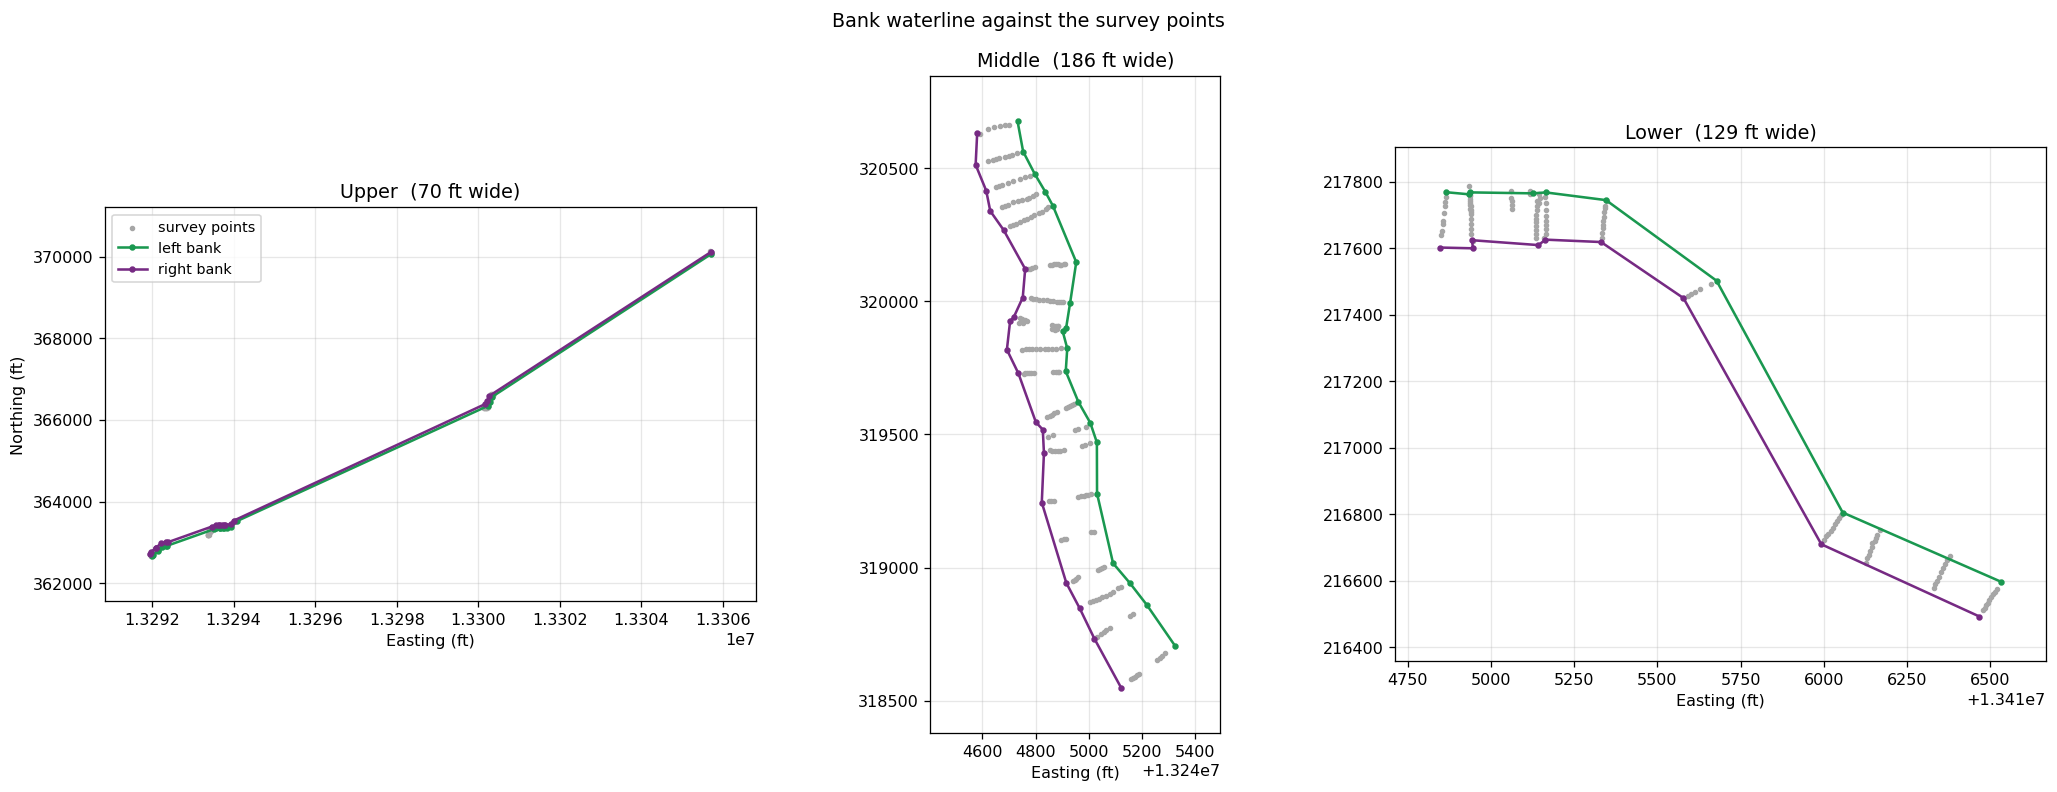 Bank waterline against the survey points
Upper  (70 ft wide)
survey points
left bank
right bank
370000
368000
366000
364000
362000
Northing (ft)
1.3292 1.3294 1.3296 1.3298 1.3300 1.3302 1.3304 1.3306
1e7
Easting (ft)
Middle  (186 ft wide)
320500
320000
319500
319000
318500
4600 4800 5000 5200 5400
+1.324e7
Easting (ft)
Lower  (129 ft wide)
217800
217600
217400
217200
217000
216800
216600
216400
4750 5000 5250 5500 5750 6000 6250 6500
+1.341e7
Easting (ft)